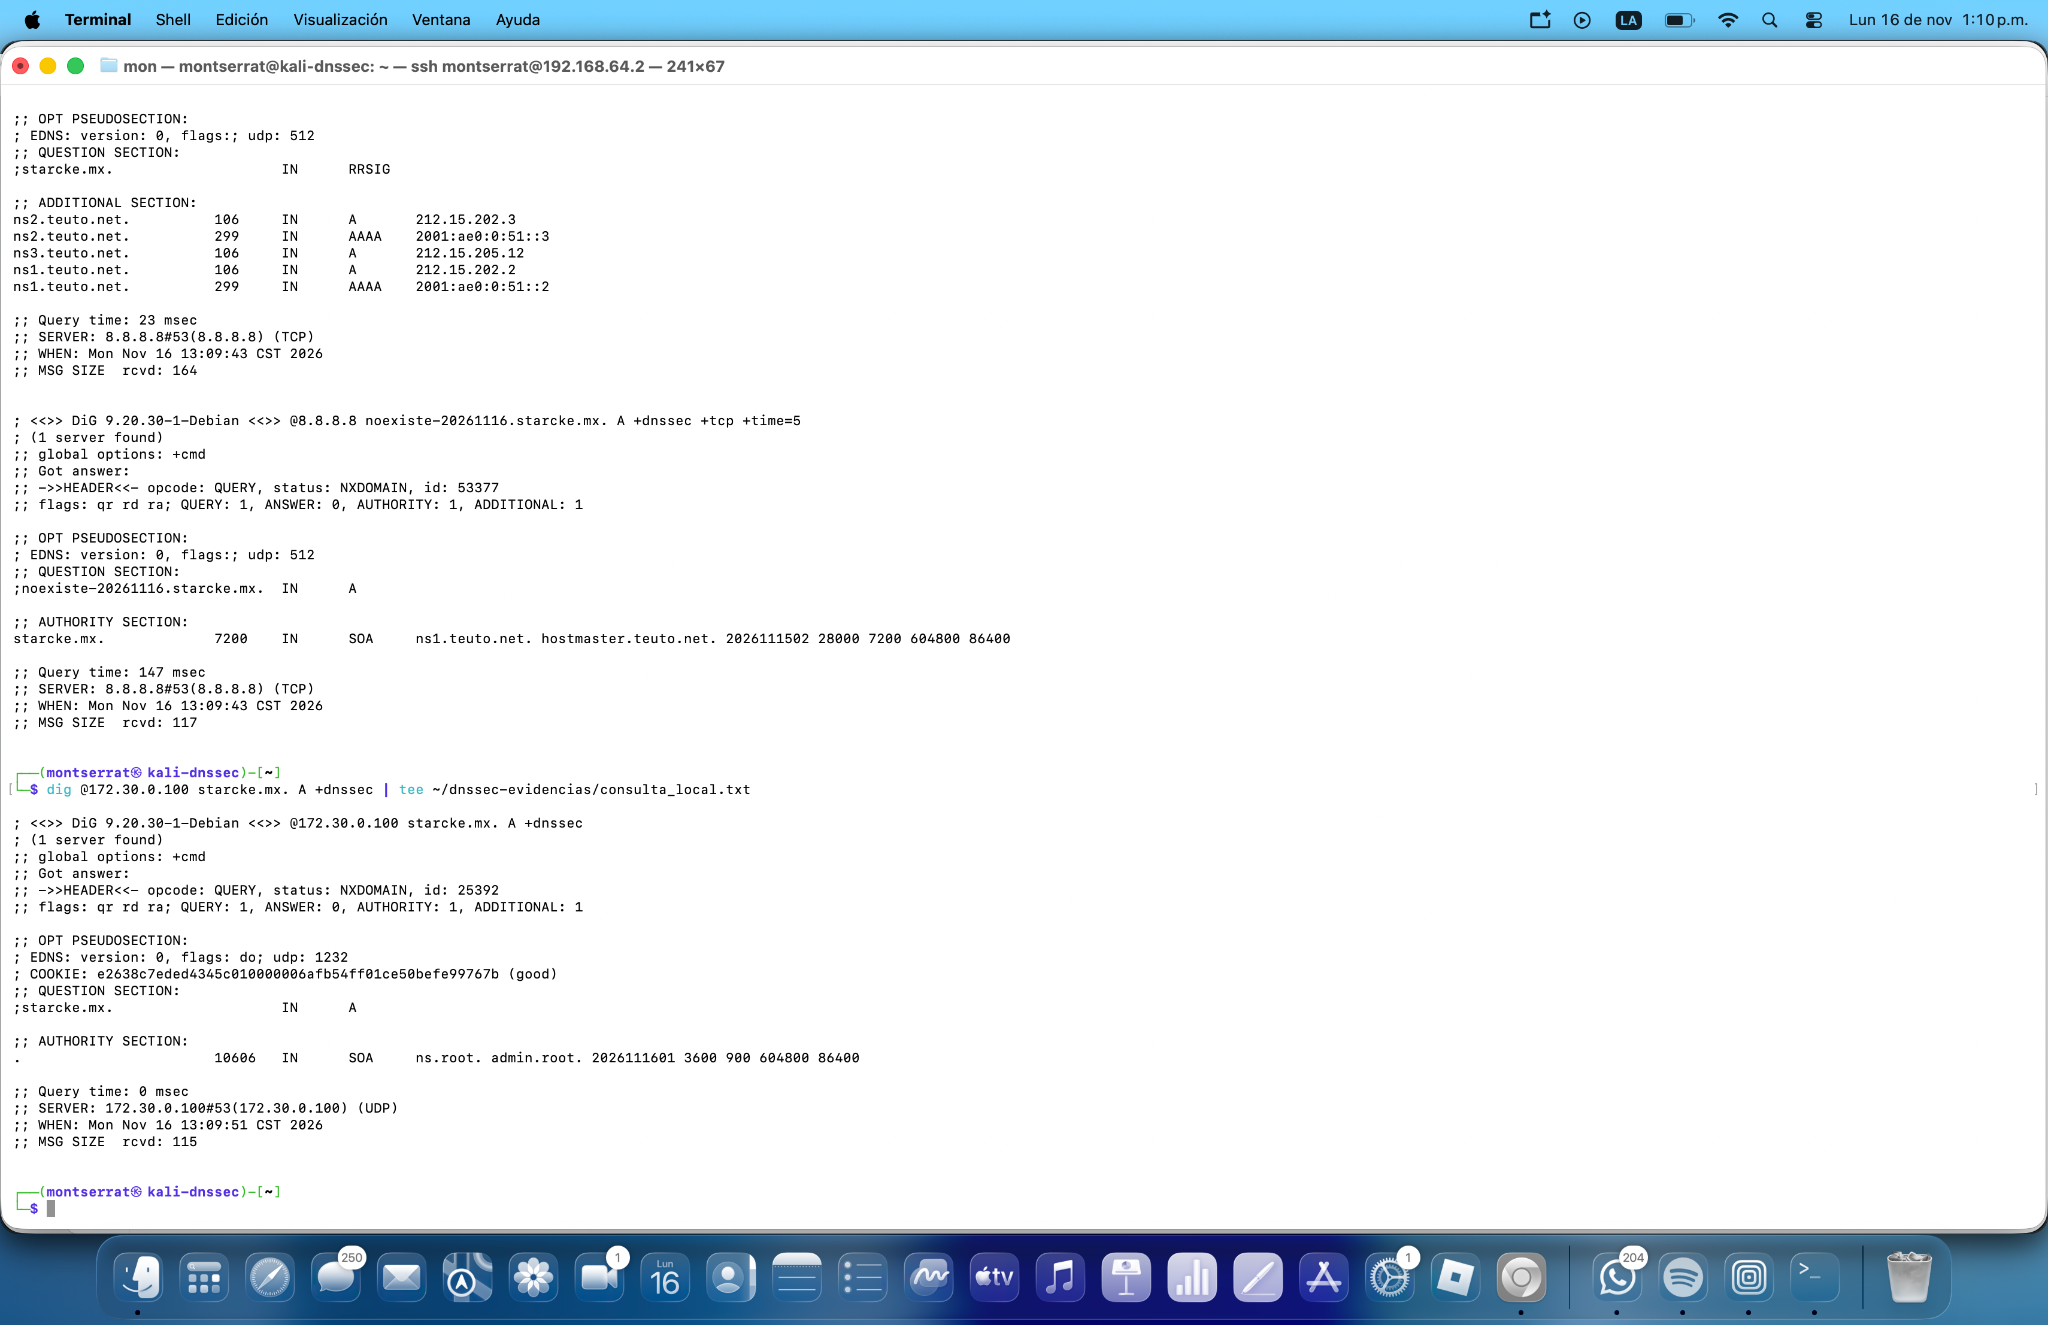 Terminal Shell Edición Visualización Ventana Ayuda LA Lun 16 de nov 1:10 p.m.
mon — montserrat@kali-dnssec: ~ — ssh montserrat@192.168.64.2 — 241×67
;; OPT PSEUDOSECTION:
; EDNS: version: 0, flags:; udp: 512
;; QUESTION SECTION:
;starcke.mx. IN RRSIG
;; ADDITIONAL SECTION:
ns2.teuto.net. 106 IN A 212.15.202.3
ns2.teuto.net. 299 IN AAAA 2001:ae0:0:51::3
ns3.teuto.net. 106 IN A 212.15.205.12
ns1.teuto.net. 106 IN A 212.15.202.2
ns1.teuto.net. 299 IN AAAA 2001:ae0:0:51::2
;; Query time: 23 msec
;; SERVER: 8.8.8.8#53(8.8.8.8) (TCP)
;; WHEN: Mon Nov 16 13:09:43 CST 2026
;; MSG SIZE  rcvd: 164
; <<>> DiG 9.20.30-1-Debian <<>> @8.8.8.8 noexiste-20261116.starcke.mx. A +dnssec +tcp +time=5
; (1 server found)
;; global options: +cmd
;; Got answer:
;; ->>HEADER<<- opcode: QUERY, status: NXDOMAIN, id: 53377
;; flags: qr rd ra; QUERY: 1, ANSWER: 0, AUTHORITY: 1, ADDITIONAL: 1
;; OPT PSEUDOSECTION:
; EDNS: version: 0, flags:; udp: 512
;; QUESTION SECTION:
;noexiste-20261116.starcke.mx. IN A
;; AUTHORITY SECTION:
starcke.mx. 7200 IN SOA ns1.teuto.net. hostmaster.teuto.net. 2026111502 28000 7200 604800 86400
;; Query time: 147 msec
;; SERVER: 8.8.8.8#53(8.8.8.8) (TCP)
;; WHEN: Mon Nov 16 13:09:43 CST 2026
;; MSG SIZE  rcvd: 117
┌──(montserrat㉿kali-dnssec)-[~]
[└─$ dig @172.30.0.100 starcke.mx. A +dnssec | tee ~/dnssec-evidencias/consulta_local.txt ]
; <<>> DiG 9.20.30-1-Debian <<>> @172.30.0.100 starcke.mx. A +dnssec
; (1 server found)
;; global options: +cmd
;; Got answer:
;; ->>HEADER<<- opcode: QUERY, status: NXDOMAIN, id: 25392
;; flags: qr rd ra; QUERY: 1, ANSWER: 0, AUTHORITY: 1, ADDITIONAL: 1
;; OPT PSEUDOSECTION:
; EDNS: version: 0, flags: do; udp: 1232
; COOKIE: e2638c7eded4345c010000006afb54ff01ce50befe99767b (good)
;; QUESTION SECTION:
;starcke.mx. IN A
;; AUTHORITY SECTION:
. 10606 IN SOA ns.root. admin.root. 2026111601 3600 900 604800 86400
;; Query time: 0 msec
;; SERVER: 172.30.0.100#53(172.30.0.100) (UDP)
;; WHEN: Mon Nov 16 13:09:51 CST 2026
;; MSG SIZE  rcvd: 115
┌──(montserrat㉿kali-dnssec)-[~]
└─$
250 1 Lun 16 tv 1 >_ 204